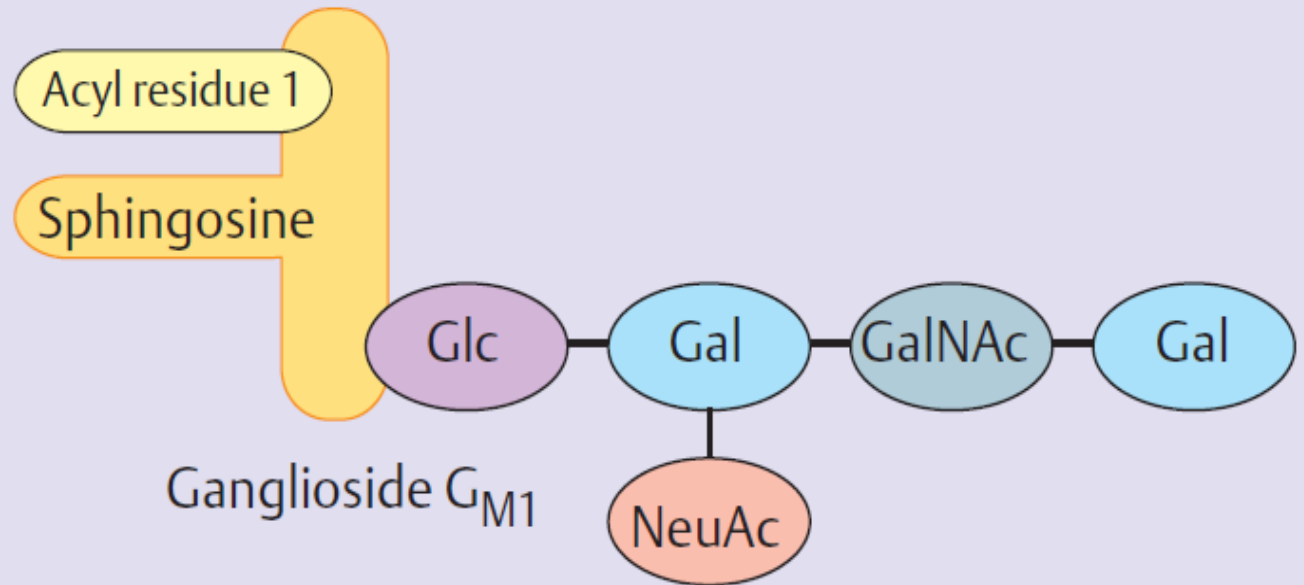 Acyl residue 1
Sphingosine
Glc
Gal
GalNAc
Gal
Ganglioside GM1
NeuAc